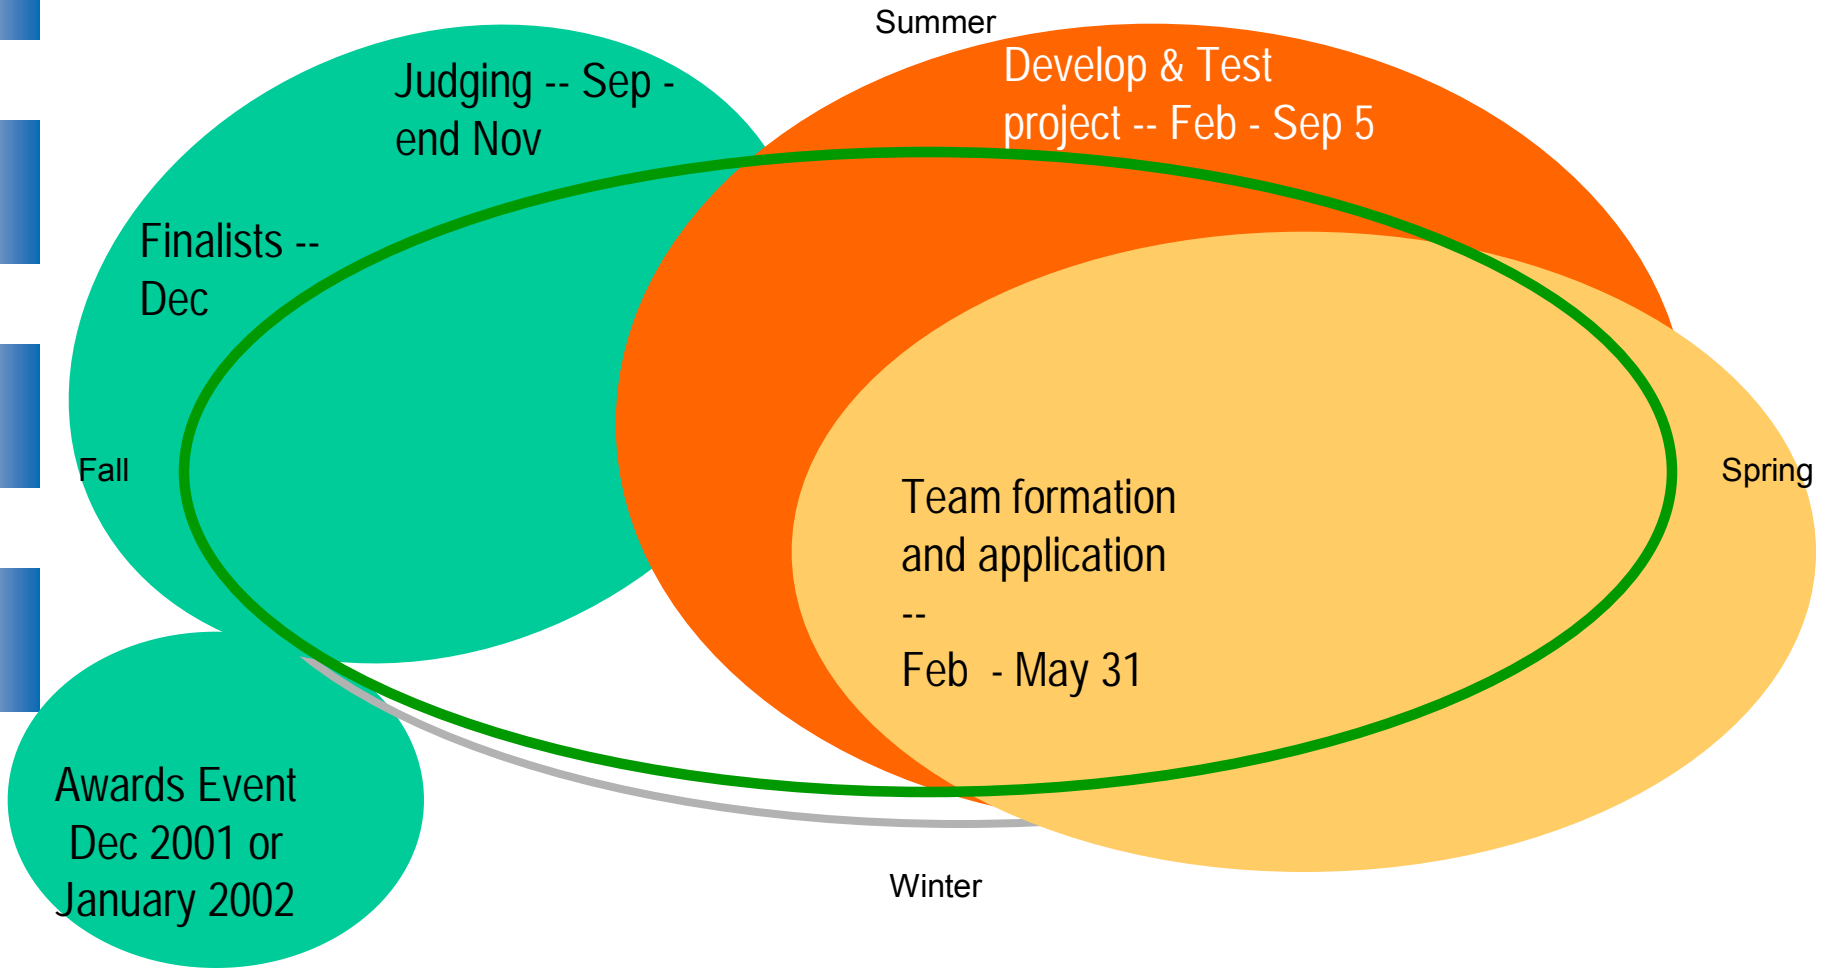 Summer
Judging -- Sep -
end Nov
Develop & Test
project -- Feb - Sep 5
Finalists --
Dec
Fall
Spring
Team formation
and application
--
Feb - May 31
Awards Event
Dec 2001 or
January 2002
Winter